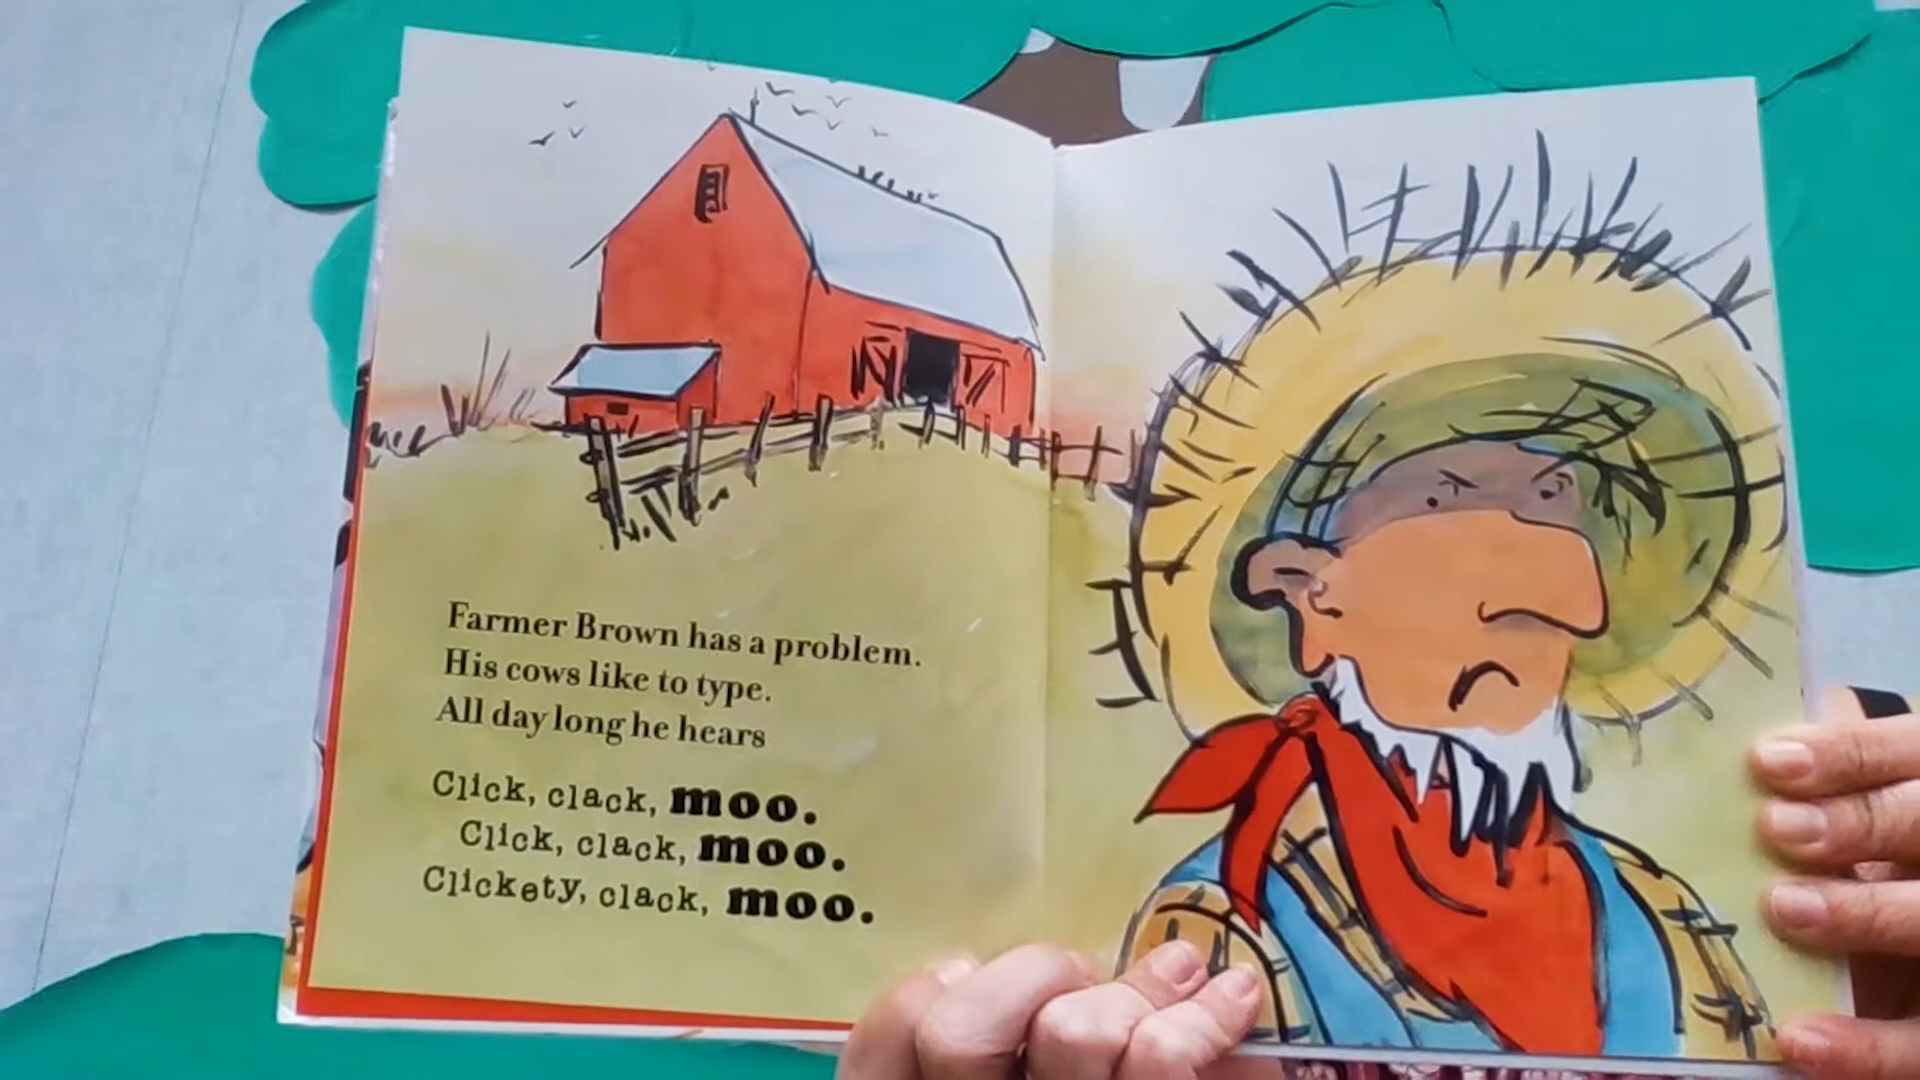 Farmer Brown has a problem.
His cows like to type.
All day long he hears
Click, clack, moo.
Click, clack, moo.
Clickety, clack, moo.